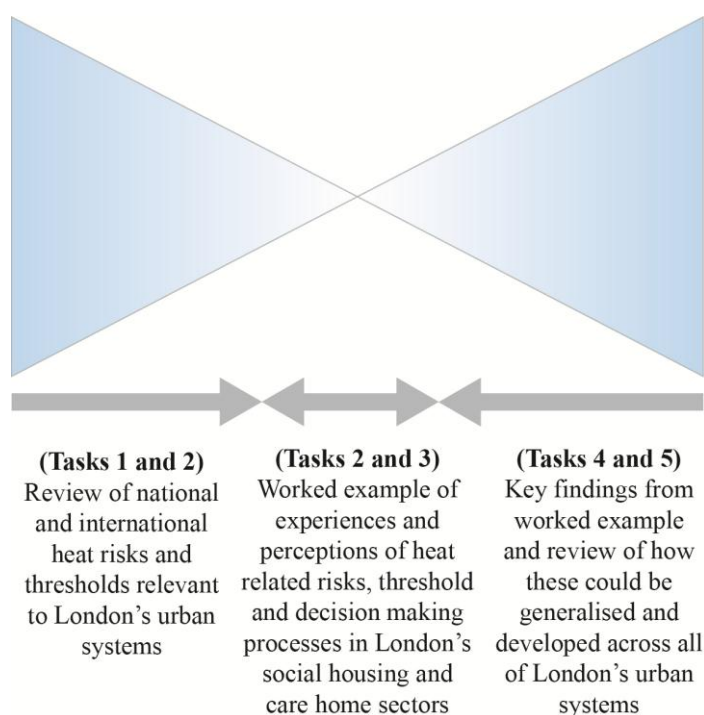 (Tasks 1 and 2)
Review of national
and international
heat risks and
thresholds relevant
to London's urban
systems
(Tasks 2 and 3)
Worked example of
experiences and
perceptions of heat
related risks, threshold
and decision making
processes in London's
social housing and
care home sectors
(Tasks 4 and 5)
Key findings from
worked example
and review of how
these could be
generalised and
developed across all
of London's urban
systems